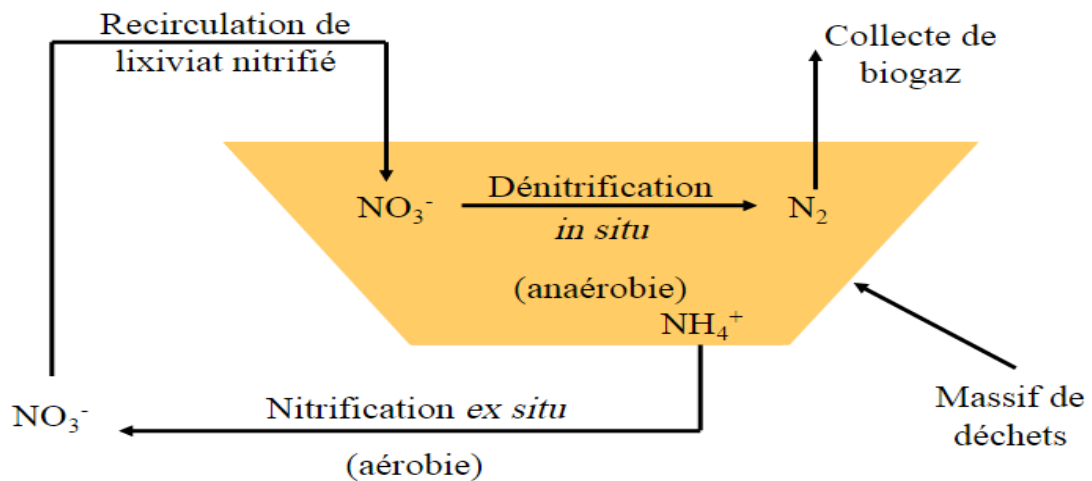 Recirculation de
lixiviat nitrifié
Collecte de
biogaz
NO₃⁻
Dénitrification
in situ
N₂
(anaérobie)
NH₄⁺
NO₃⁻
Nitrification ex situ
(aérobie)
Massif de
déchets